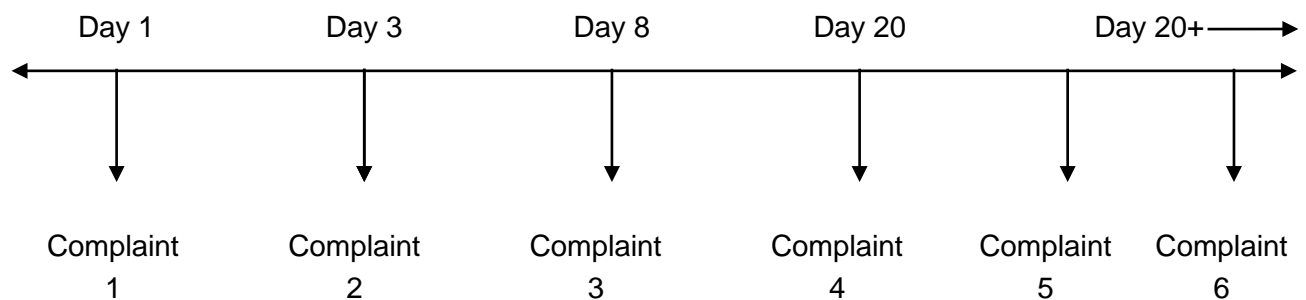 Day 1 Day 3 Day 8 Day 20 Day 20+
Complaint Complaint Complaint Complaint Complaint Complaint
1 2 3 4 5 6